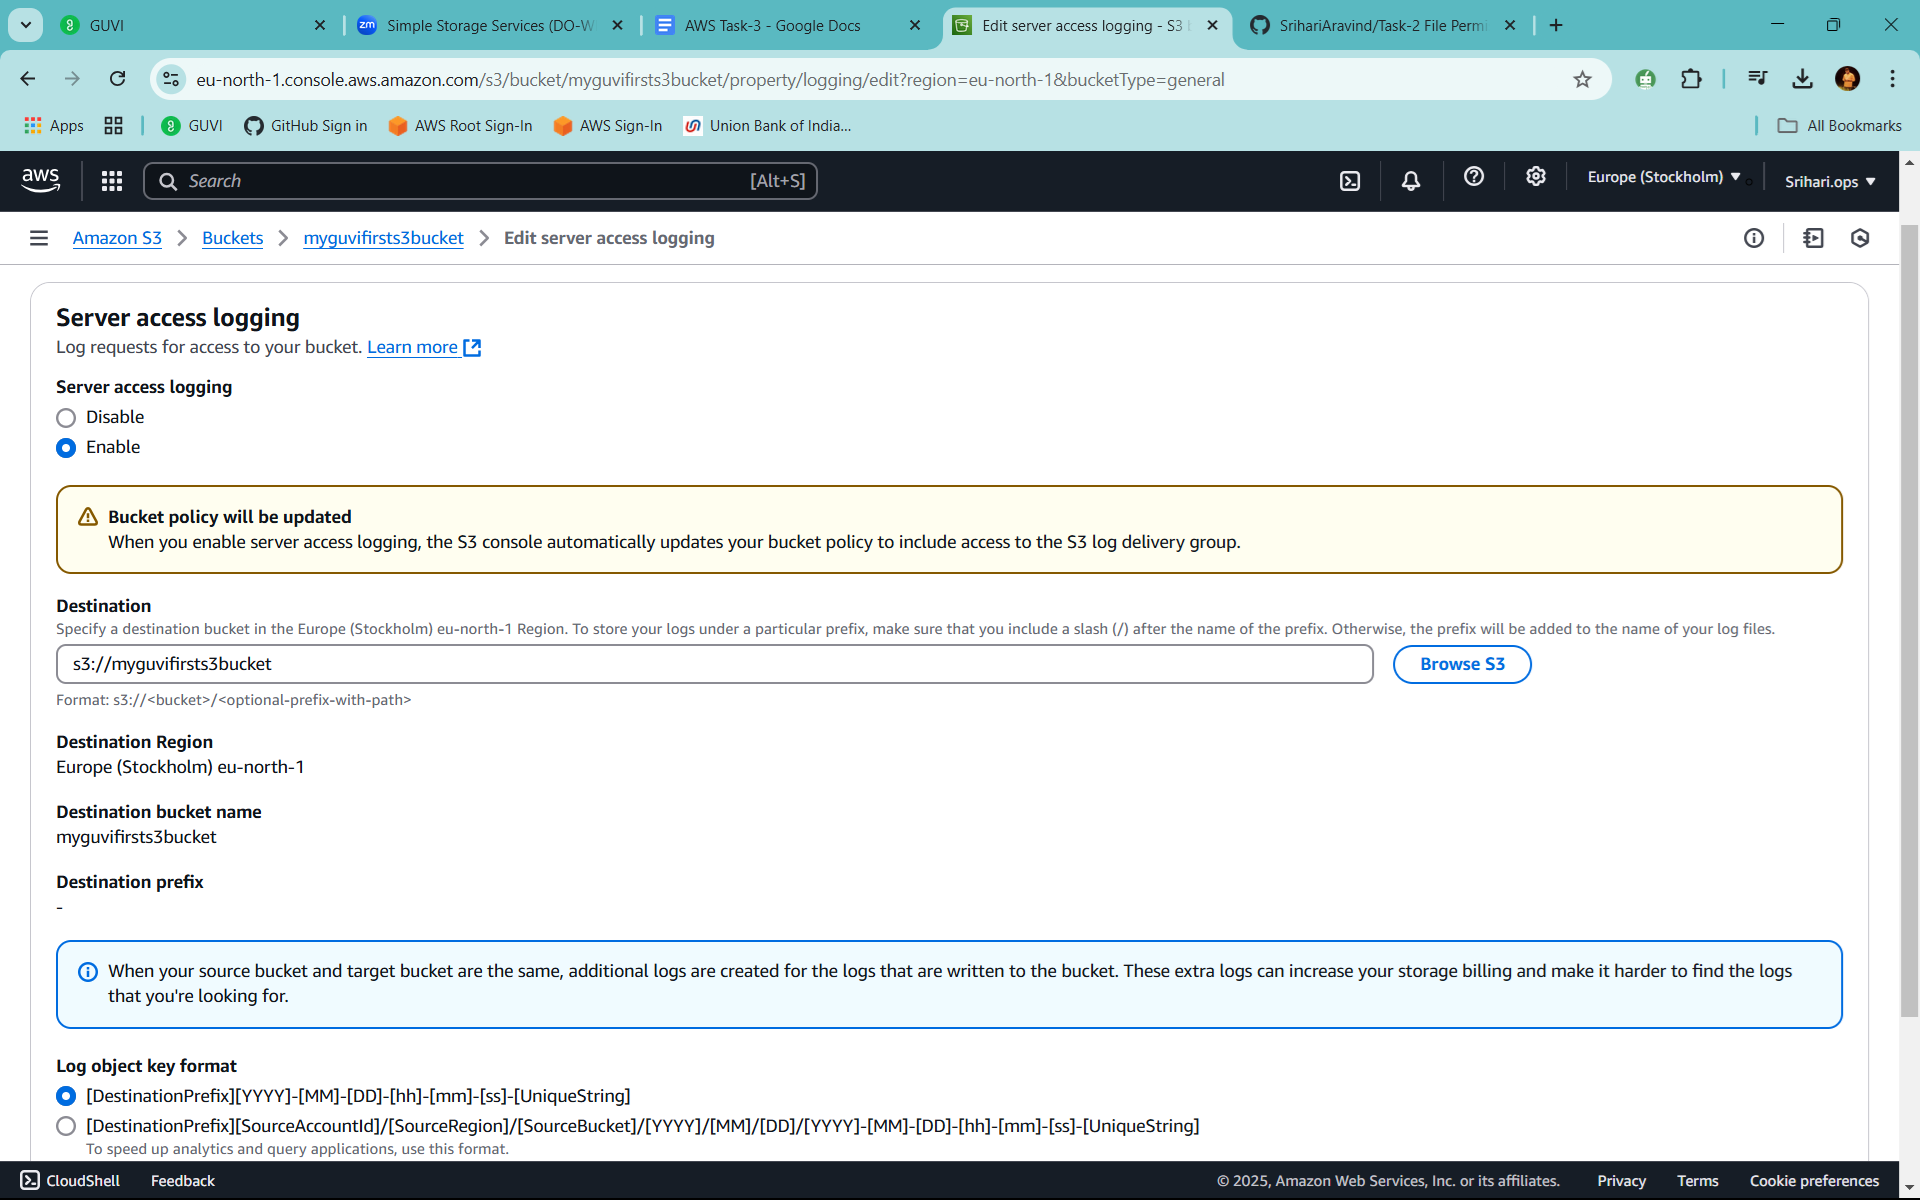 GUVI
Simple Storage Services (DO-W
AWS Task-3 - Google Docs
Edit server access logging - S3
SrihariAravind/Task-2 File Permi
eu-north-1.console.aws.amazon.com/s3/bucket/myguvifirsts3bucket/property/logging/edit?region=eu-north-1&bucketType=general
Apps
GUVI
GitHub Sign in
AWS Root Sign-In
AWS Sign-In
Union Bank of India...
All Bookmarks
aws
Search
[Alt+S]
Europe (Stockholm)
Srihari.ops
Amazon S3
Buckets
myguvifirsts3bucket
Edit server access logging
Server access logging
Log requests for access to your bucket. Learn more
Server access logging
Disable
Enable
Bucket policy will be updated
When you enable server access logging, the S3 console automatically updates your bucket policy to include access to the S3 log delivery group.
Destination
Specify a destination bucket in the Europe (Stockholm) eu-north-1 Region. To store your logs under a particular prefix, make sure that you include a slash (/) after the name of the prefix. Otherwise, the prefix will be added to the name of your log files.
s3://myguvifirsts3bucket
Browse S3
Format: s3://<bucket>/<optional-prefix-with-path>
Destination Region
Europe (Stockholm) eu-north-1
Destination bucket name
myguvifirsts3bucket
Destination prefix
-
When your source bucket and target bucket are the same, additional logs are created for the logs that are written to the bucket. These extra logs can increase your storage billing and make it harder to find the logs
that you're looking for.
Log object key format
[DestinationPrefix][YYYY]-[MM]-[DD]-[hh]-[mm]-[ss]-[UniqueString]
[DestinationPrefix][SourceAccountId]/[SourceRegion]/[SourceBucket]/[YYYY]/[MM]/[DD]/[YYYY]-[MM]-[DD]-[hh]-[mm]-[ss]-[UniqueString]
To speed up analytics and query applications, use this format.
CloudShell
Feedback
© 2025, Amazon Web Services, Inc. or its affiliates.
Privacy
Terms
Cookie preferences